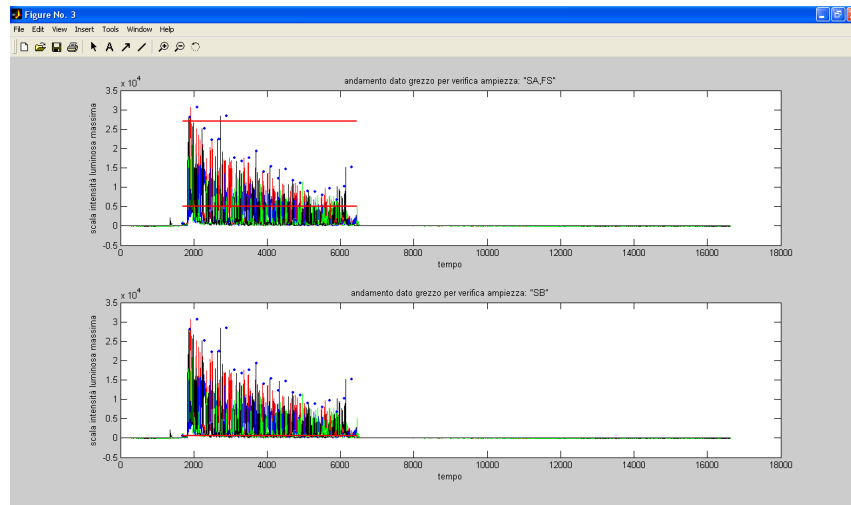 Figure No. 3
File Edit View Insert Tools Window Help
A
andamento dato grezzo per verifica ampiezza: "SA,FS"
x 10^4
3.5
3
2.5
2
1.5
1
0.5
0
-0.5
scala intensità luminosa massima
0 2000 4000 6000 8000 10000 12000 14000 16000 18000
tempo
andamento dato grezzo per verifica ampiezza: "SB"
x 10^4
3.5
3
2.5
2
1.5
1
0.5
0
-0.5
scala intensità luminosa massima
0 2000 4000 6000 8000 10000 12000 14000 16000 18000
tempo